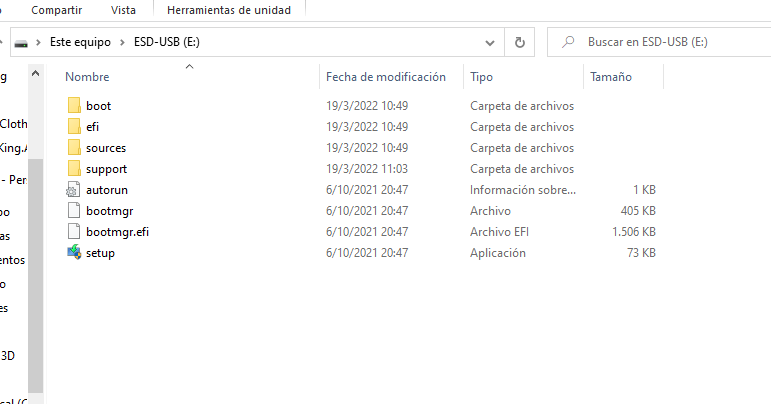 Compartir Vista Herramientas de unidad
Este equipo > ESD-USB (E:) Buscar en ESD-USB (E:)
Nombre Fecha de modificación Tipo Tamaño
boot 19/3/2022 10:49 Carpeta de archivos
efi 19/3/2022 10:49 Carpeta de archivos
sources 19/3/2022 10:49 Carpeta de archivos
support 19/3/2022 11:03 Carpeta de archivos
autorun 6/10/2021 20:47 Información sobre... 1 KB
bootmgr 6/10/2021 20:47 Archivo 405 KB
bootmgr.efi 6/10/2021 20:47 Archivo EFI 1.506 KB
setup 6/10/2021 20:47 Aplicación 73 KB
g
Cloth
King.A
- Pers
po
as
entos
o
es
3D